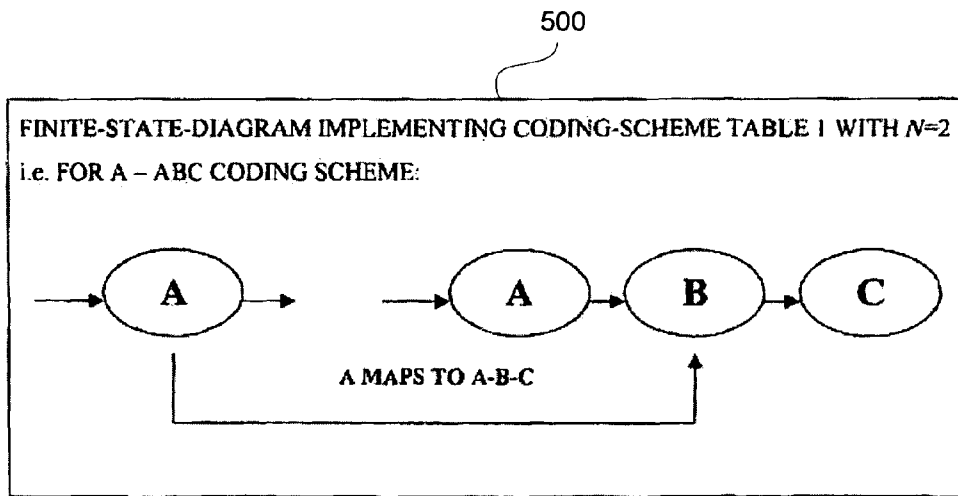 500
FINITE-STATE-DIAGRAM IMPLEMENTING CODING-SCHEME TABLE 1 WITH N=2
i.e. FOR A – ABC CODING SCHEME:
A A B C
A MAPS TO A-B-C